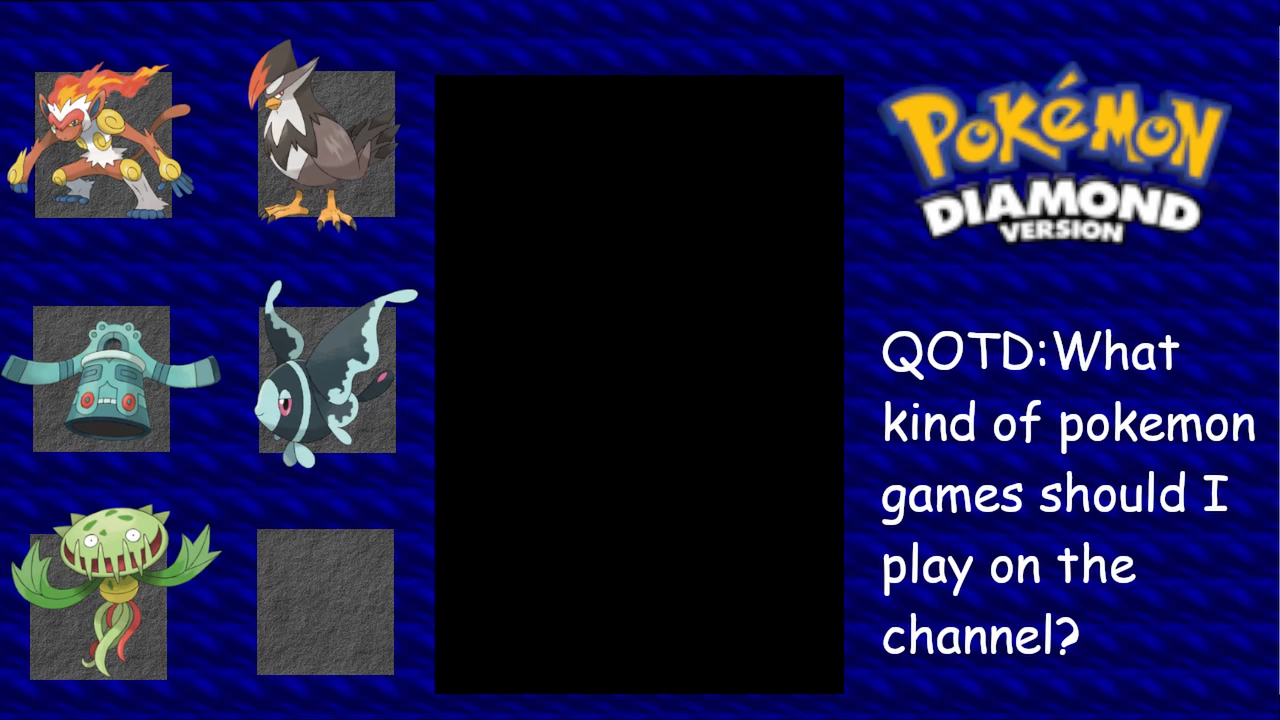 POKÉMON
DIAMOND
VERSION
QOTD:What
kind of pokemon
games should I
play on the
channel?